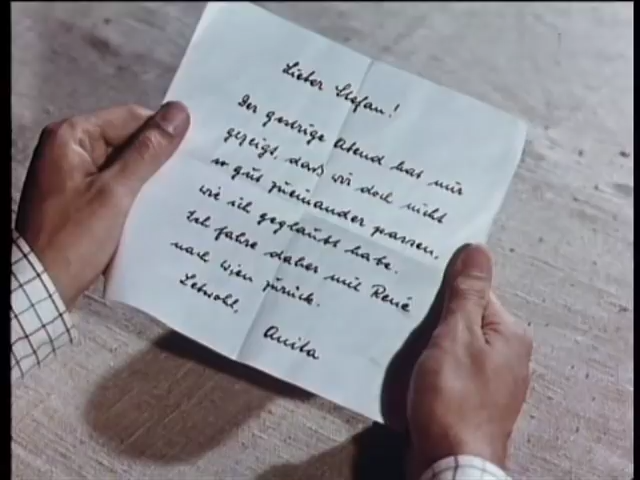 Lieber Stefan!
Der gestrige Abend hat mir
gezeigt, daß wir doch nicht
so gut zueinander passen,
wie ich geglaubt habe.
Ich fahre daher mit René
nach Wien zurück.
Lebwohl,
Anita